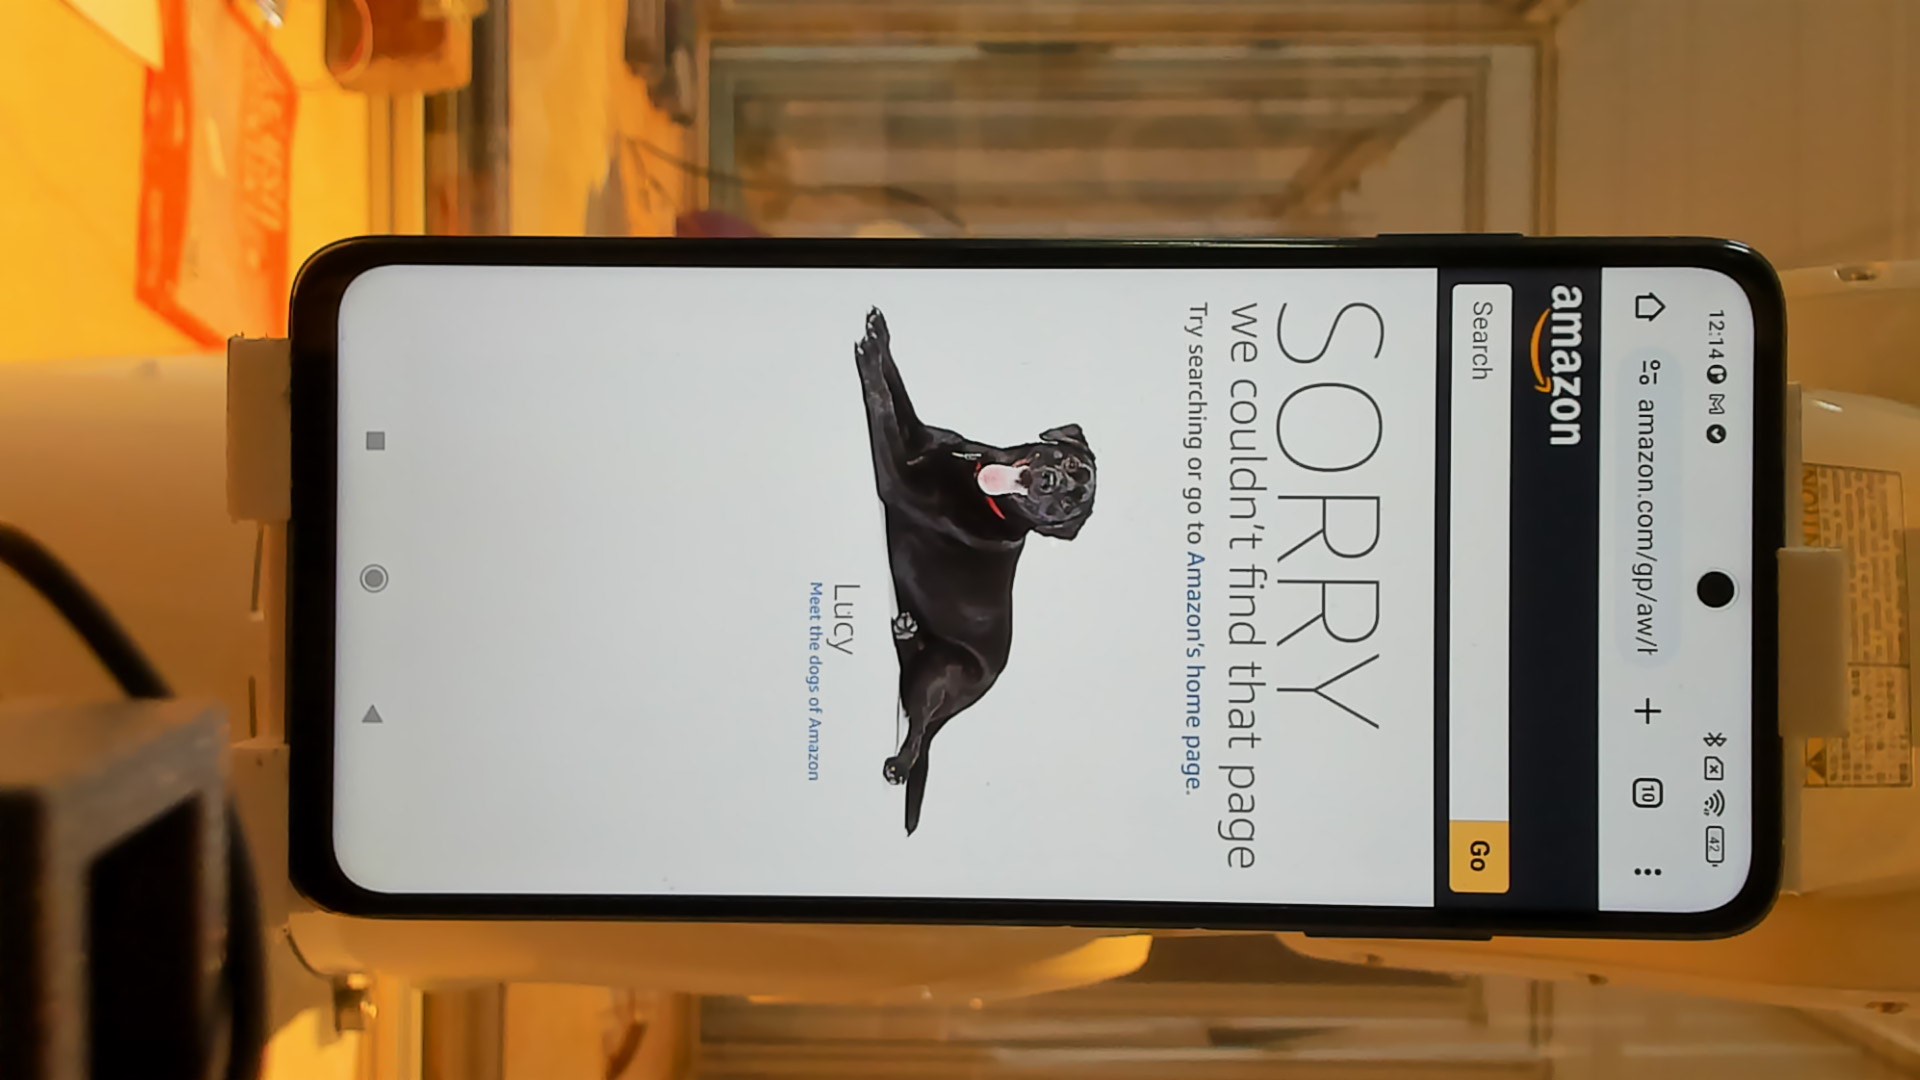 12:14
42
amazon.com/gp/aw/h
10
amazon
Search
Go
SORRY
we couldn't find that page
Try searching or go to Amazon's home page.
Lucy
Meet the dogs of Amazon